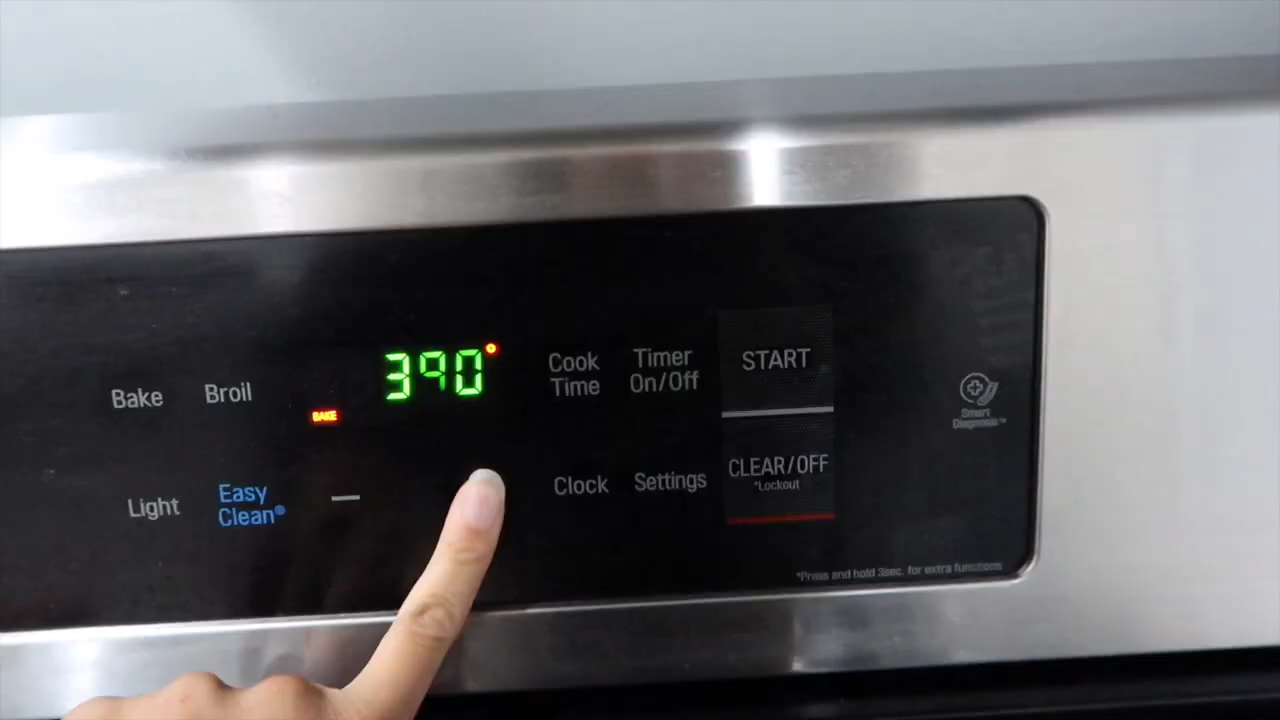 390°
Cook
Time
Timer
On/Off
START
Bake
Broil
BAKE
Smart
Diagnosis™
Light
Easy
Clean®
—
Clock
Settings
CLEAR/OFF
*Lockout
*Press and hold 3sec. for extra functions